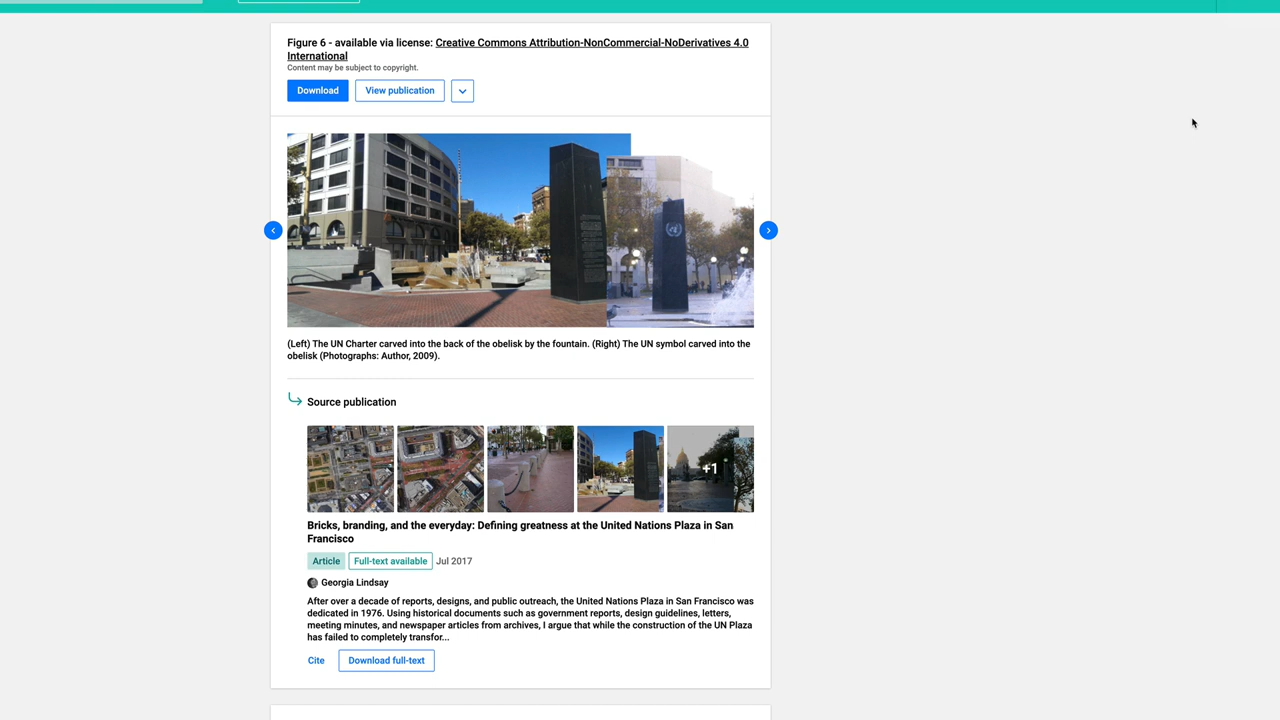 Figure 6 - available via license: Creative Commons Attribution-NonCommercial-NoDerivatives 4.0
International
Content may be subject to copyright.
Download
View publication
(Left) The UN Charter carved into the back of the obelisk by the fountain. (Right) The UN symbol carved into the
obelisk (Photographs: Author, 2009).
Source publication
+1
Bricks, branding, and the everyday: Defining greatness at the United Nations Plaza in San
Francisco
Article
Full-text available
Jul 2017
Georgia Lindsay
After over a decade of reports, designs, and public outreach, the United Nations Plaza in San Francisco was
dedicated in 1976. Using historical documents such as government reports, design guidelines, letters,
meeting minutes, and newspaper articles from archives, I argue that while the construction of the UN Plaza
has failed to completely transfor...
Cite
Download full-text